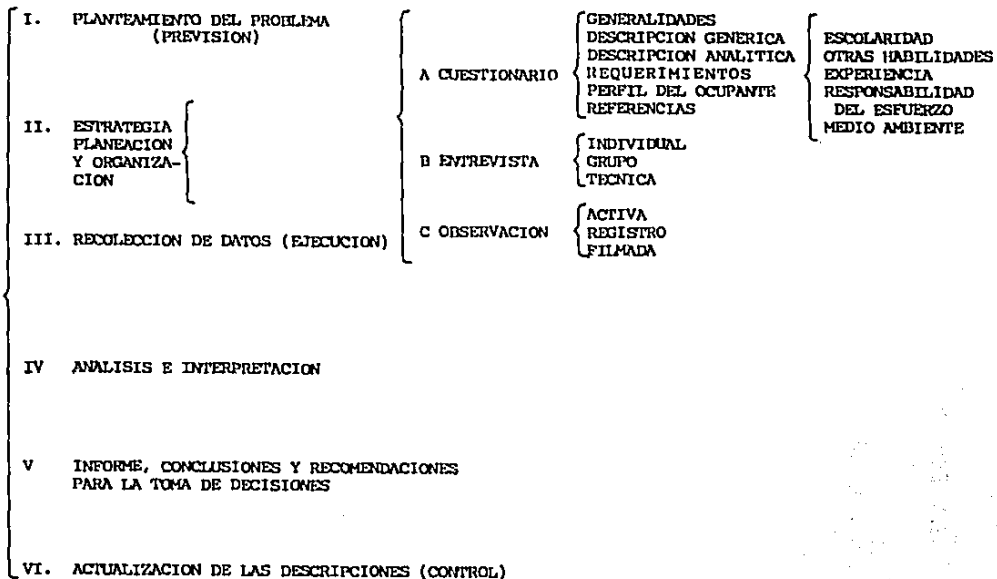 I. PLANTEAMIENTO DEL PROBLEMA
(PREVISION)
II. ESTRATEGIA
PLANEACION
Y ORGANIZA-
CION
III. RECOLECCION DE DATOS (EJECUCION)
A CUESTIONARIO
GENERALIDADES
DESCRIPCION GENERICA
DESCRIPCION ANALITICA
REQUERIMIENTOS
PERFIL DEL OCUPANTE
REFERENCIAS
ESCOLARIDAD
OTRAS HABILIDADES
EXPERIENCIA
RESPONSABILIDAD
DEL ESFUERZO
MEDIO AMBIENTE
B ENTREVISTA
INDIVIDUAL
GRUPO
TECNICA
C OBSERVACION
ACTIVA
REGISTRO
FILMADA
IV ANALISIS E INTERPRETACION
V INFORME, CONCLUSIONES Y RECOMENDACIONES
PARA LA TOMA DE DECISIONES
VI. ACTUALIZACION DE LAS DESCRIPCIONES (CONTROL)